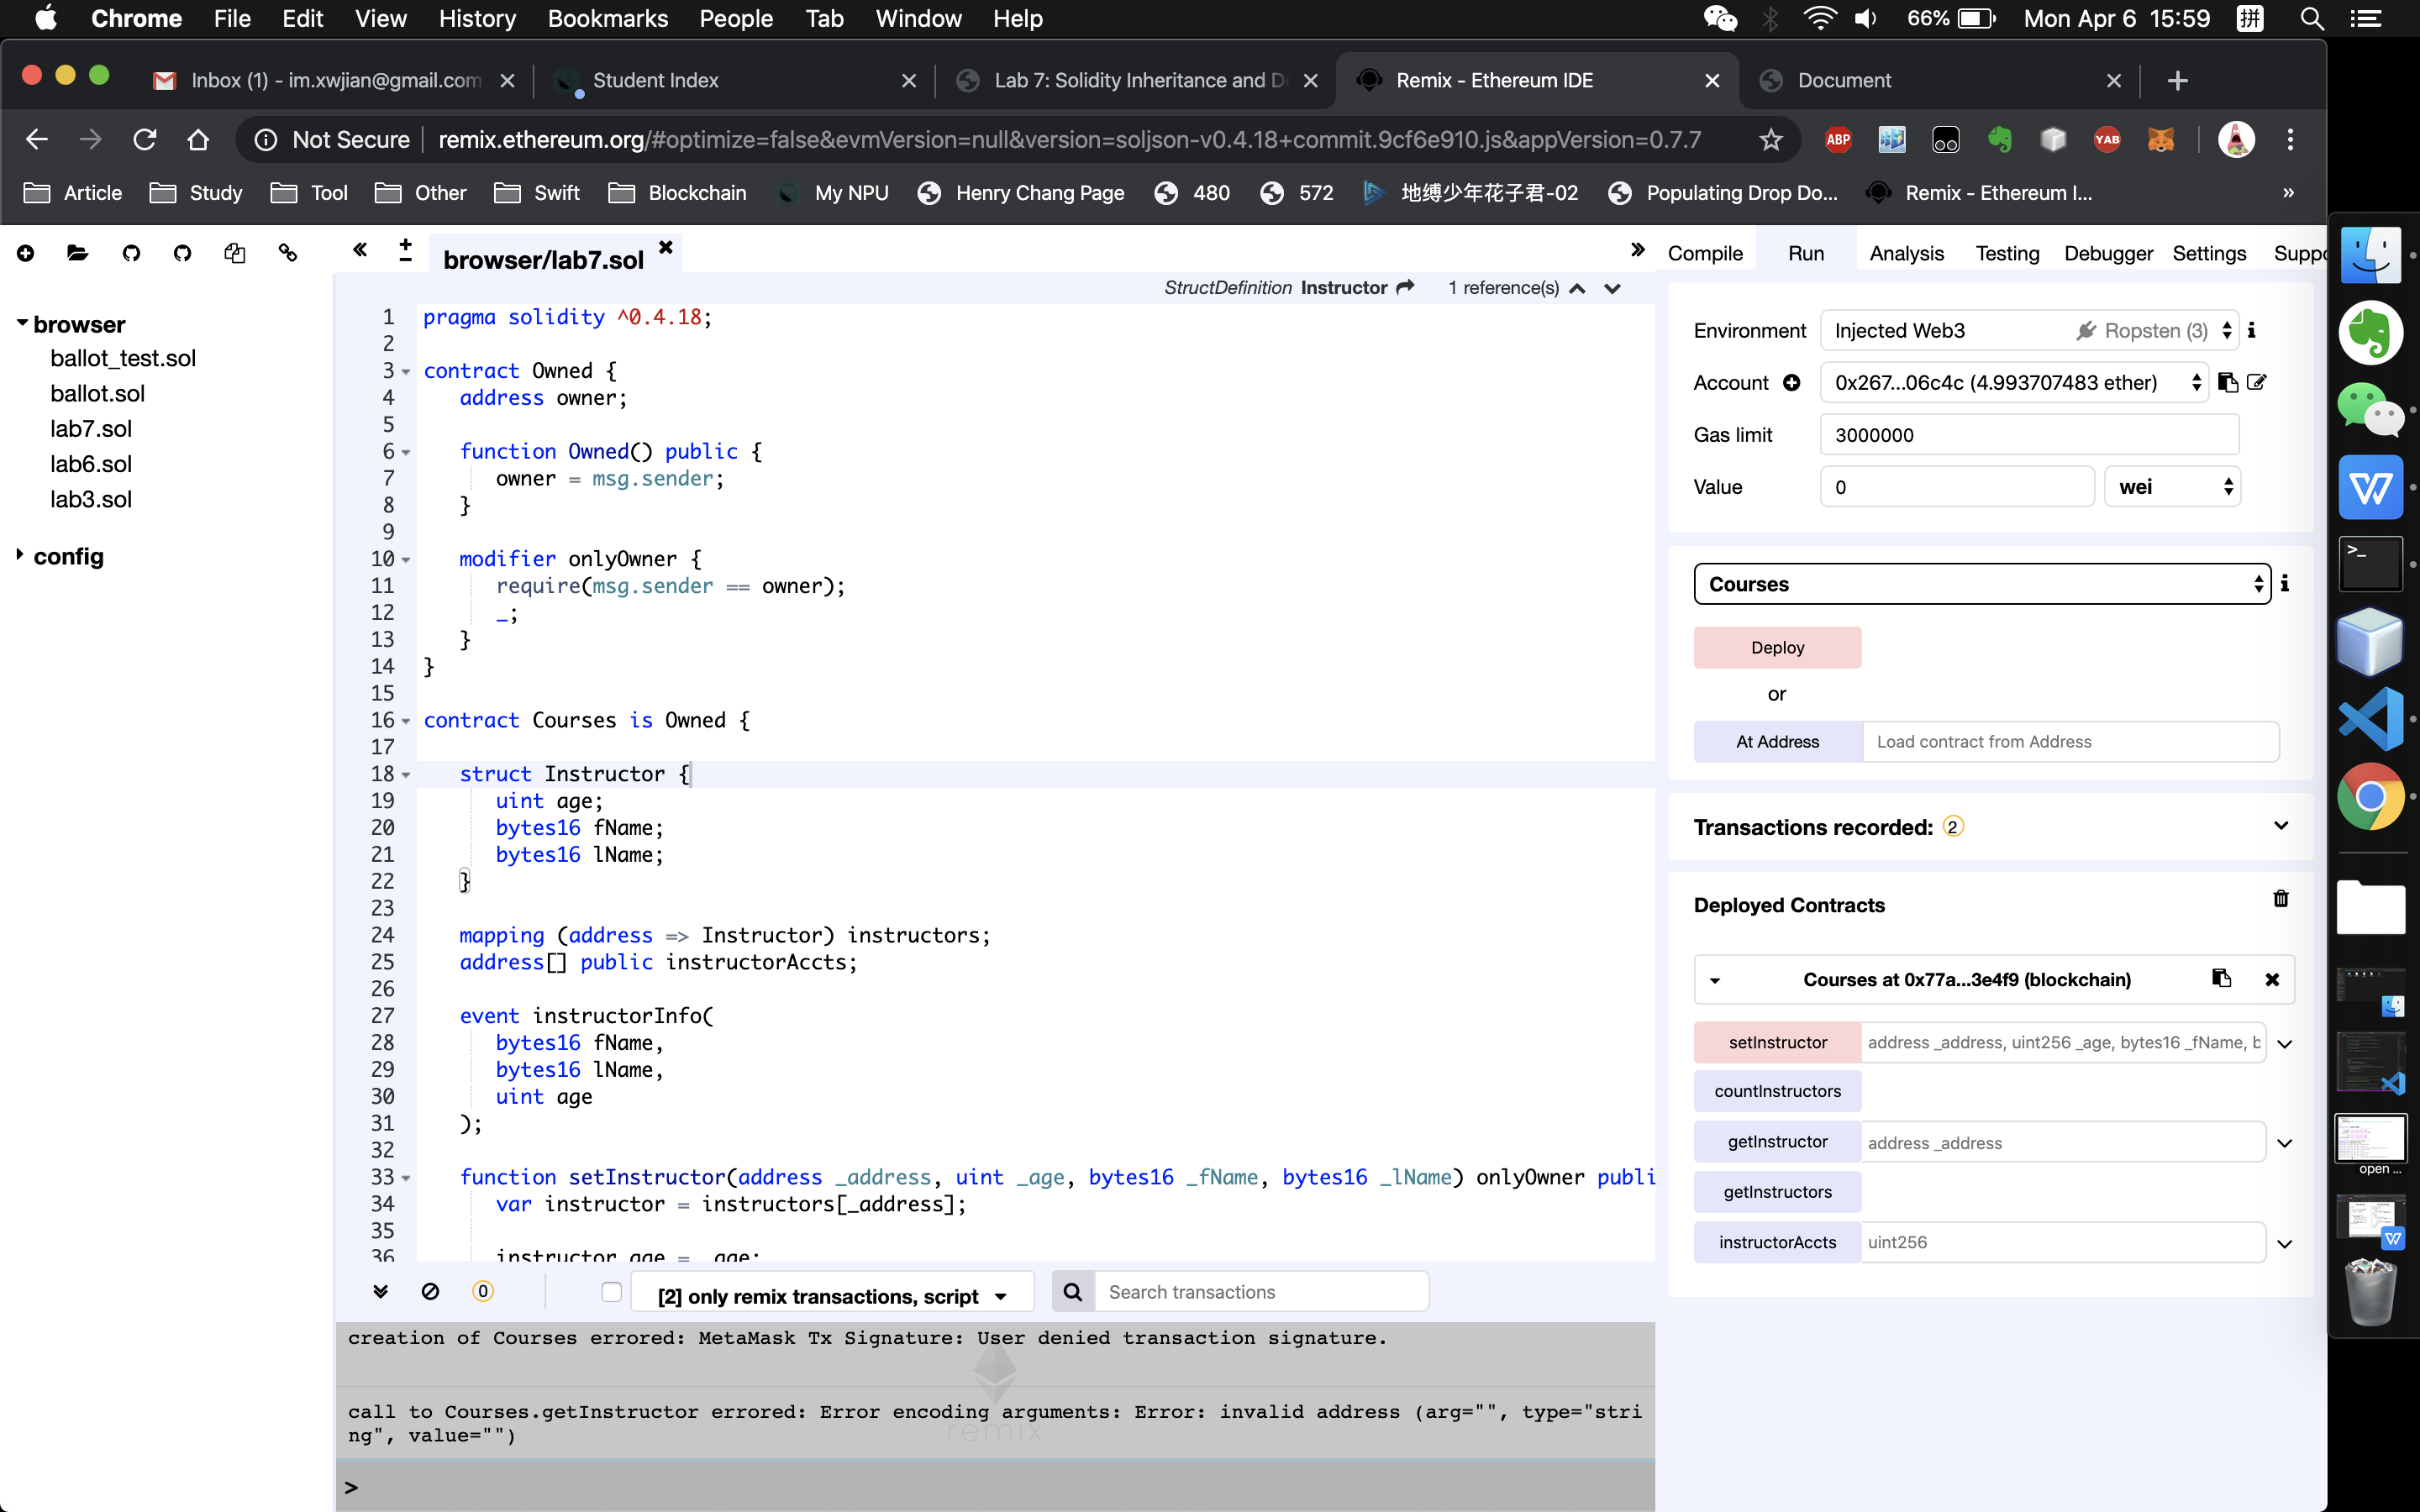 Chrome File Edit View History Bookmarks People Tab Window Help 66% Mon Apr 6 15:59 拼
Inbox (1) - im.xwjian@gmail.com Student Index Lab 7: Solidity Inheritance and D Remix - Ethereum IDE Document
Not Secure remix.ethereum.org/#optimize=false&evmVersion=null&version=soljson-v0.4.18+commit.9cf6e910.js&appVersion=0.7.7 ABP YAB
Article Study Tool Other Swift Blockchain My NPU Henry Chang Page 480 572 地缚少年花子君-02 Populating Drop Do... Remix - Ethereum I... »
browser/lab7.sol
Compile Run Analysis Testing Debugger Settings Suppo
StructDefinition Instructor 1 reference(s)
browser
ballot_test.sol
ballot.sol
lab7.sol
lab6.sol
lab3.sol
config
1 pragma solidity ^0.4.18;
2
3 contract Owned {
4 address owner;
5
6 function Owned() public {
7 owner = msg.sender;
8 }
9
10 modifier onlyOwner {
11 require(msg.sender == owner);
12 _;
13 }
14 }
15
16 contract Courses is Owned {
17
18 struct Instructor {
19 uint age;
20 bytes16 fName;
21 bytes16 lName;
22 }
23
24 mapping (address => Instructor) instructors;
25 address[] public instructorAccts;
26
27 event instructorInfo(
28 bytes16 fName,
29 bytes16 lName,
30 uint age
31 );
32
33 function setInstructor(address _address, uint _age, bytes16 _fName, bytes16 _lName) onlyOwner publi
34 var instructor = instructors[_address];
35
36 instructor.age = _age;
Environment Injected Web3 Ropsten (3)
Account 0x267...06c4c (4.993707483 ether)
Gas limit 3000000
Value 0 wei
Courses
Deploy
or
At Address Load contract from Address
Transactions recorded: 2
Deployed Contracts
Courses at 0x77a...3e4f9 (blockchain)
setInstructor address _address, uint256 _age, bytes16 _fName, b
countInstructors
getInstructor address _address
getInstructors
instructorAccts uint256
0 [2] only remix transactions, script Search transactions
creation of Courses errored: MetaMask Tx Signature: User denied transaction signature.
call to Courses.getInstructor errored: Error encoding arguments: Error: invalid address (arg="", type="stri
ng", value="")
remix
>
open ...